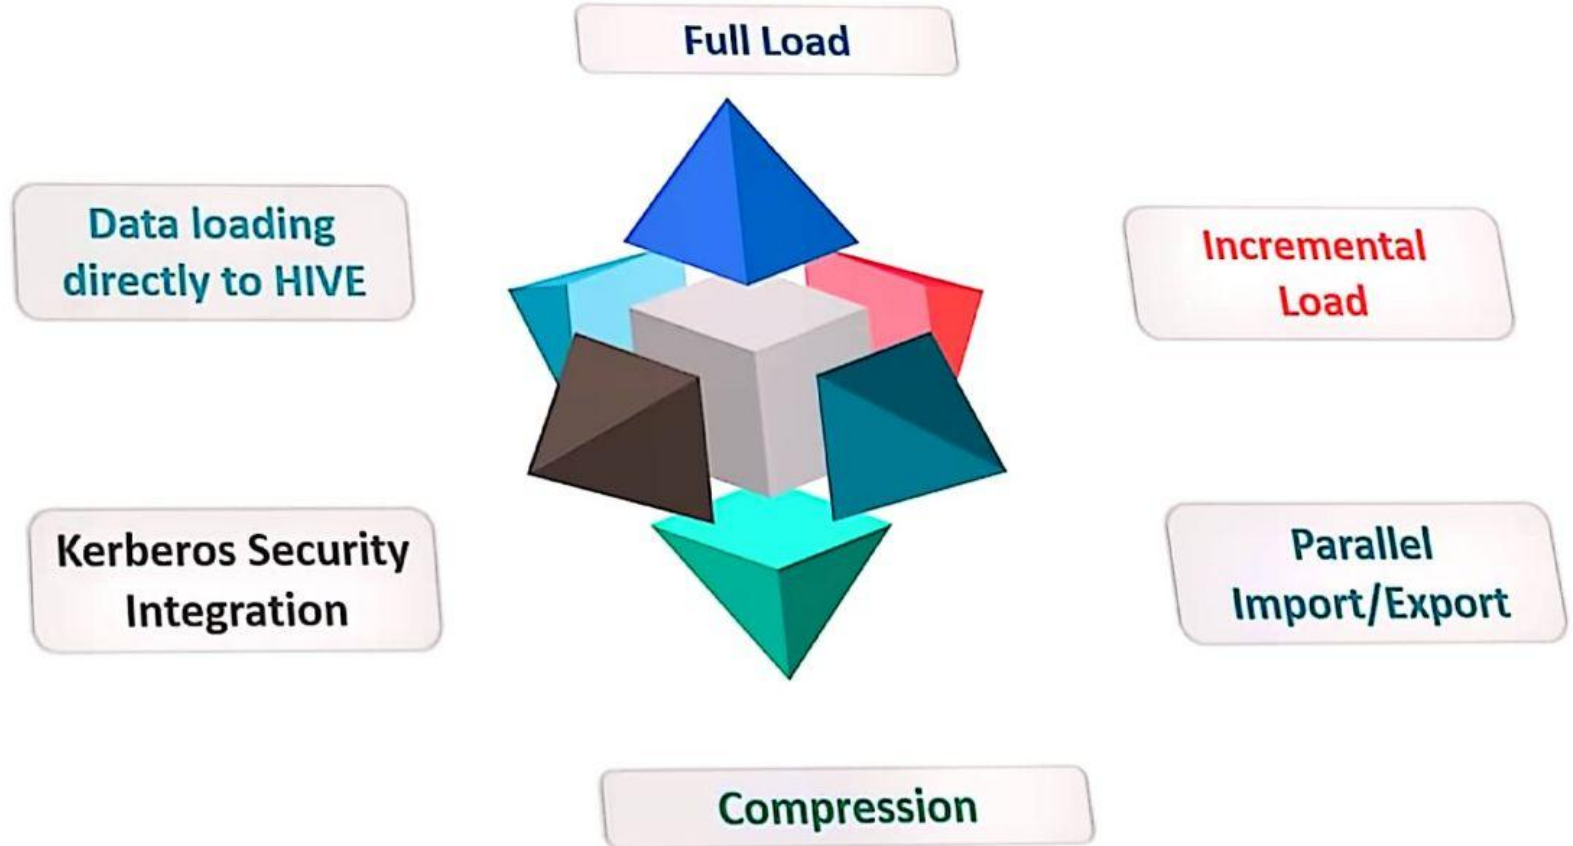 Full Load
Data loading
directly to HIVE
Incremental
Load
Kerberos Security
Integration
Parallel
Import/Export
Compression